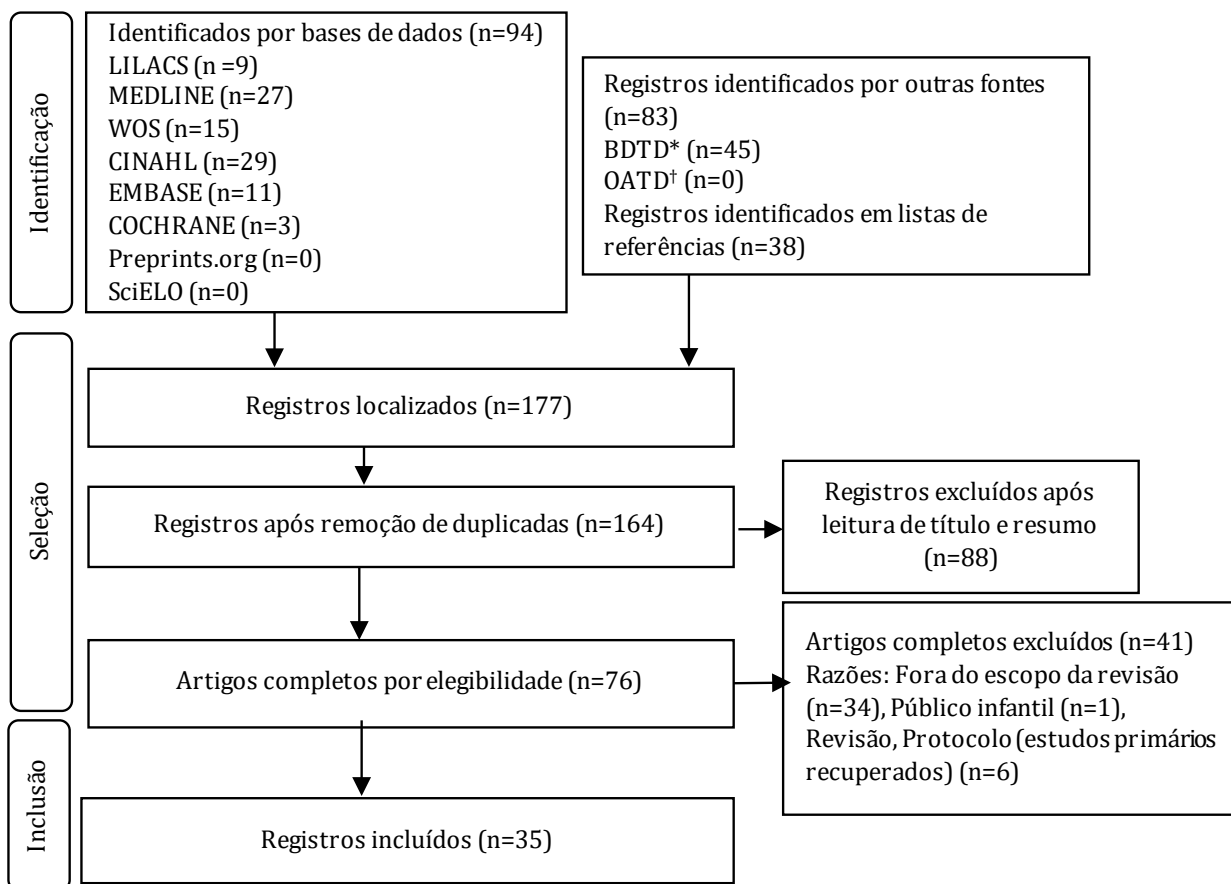 Identificação
Identificados por bases de dados (n=94)
LILACS (n =9)
MEDLINE (n=27)
WOS (n=15)
CINAHL (n=29)
EMBASE (n=11)
COCHRANE (n=3)
Preprints.org (n=0)
SciELO (n=0)
Registros identificados por outras fontes
(n=83)
BDTD* (n=45)
OATD† (n=0)
Registros identificados em listas de
referências (n=38)
Seleção
Registros localizados (n=177)
Registros após remoção de duplicadas (n=164)
Registros excluídos após
leitura de título e resumo
(n=88)
Artigos completos por elegibilidade (n=76)
Artigos completos excluídos (n=41)
Razões: Fora do escopo da revisão
(n=34), Público infantil (n=1),
Revisão, Protocolo (estudos primários
recuperados) (n=6)
Inclusão
Registros incluídos (n=35)